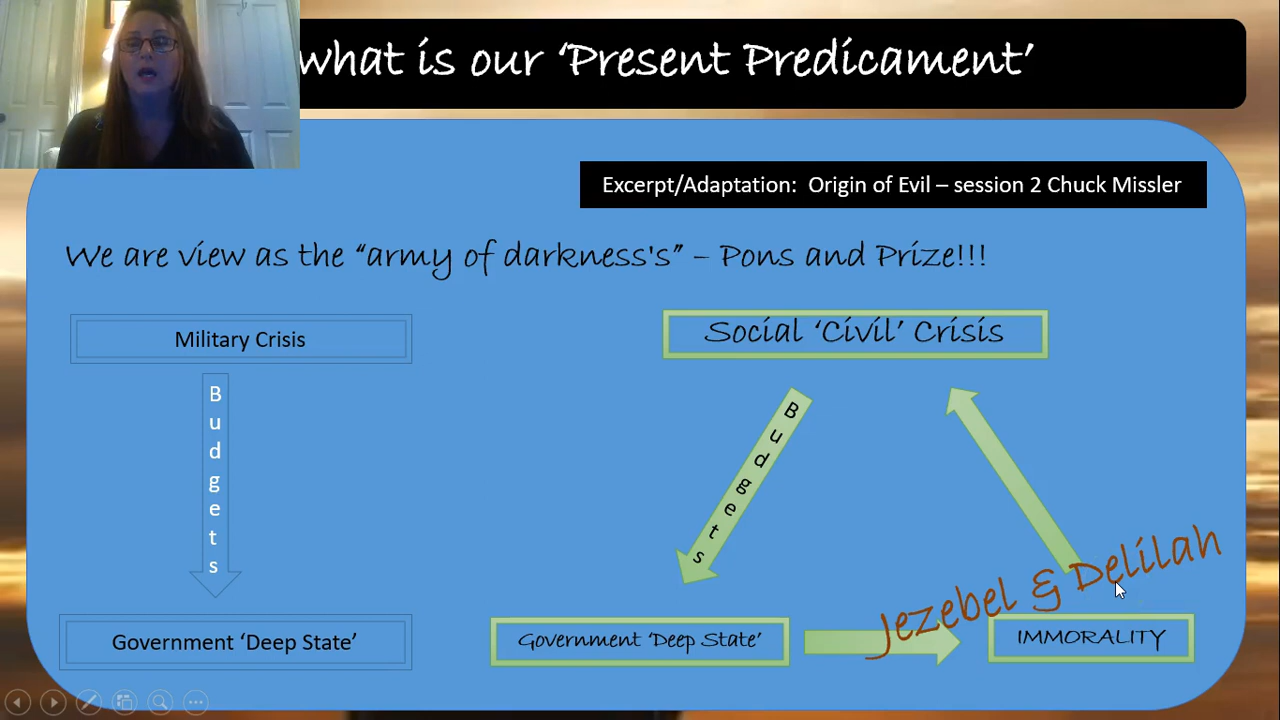 what is our ‘Present Predicament’
Excerpt/Adaptation: Origin of Evil – session 2 Chuck Missler
We are view as the “army of darkness's” – Pons and Prize!!!
Military Crisis
Social ‘Civil’ Crisis
Budgets
Budgets
Jezebel & Delilah
Government ‘Deep State’
Government ‘Deep State’
IMMORALITY